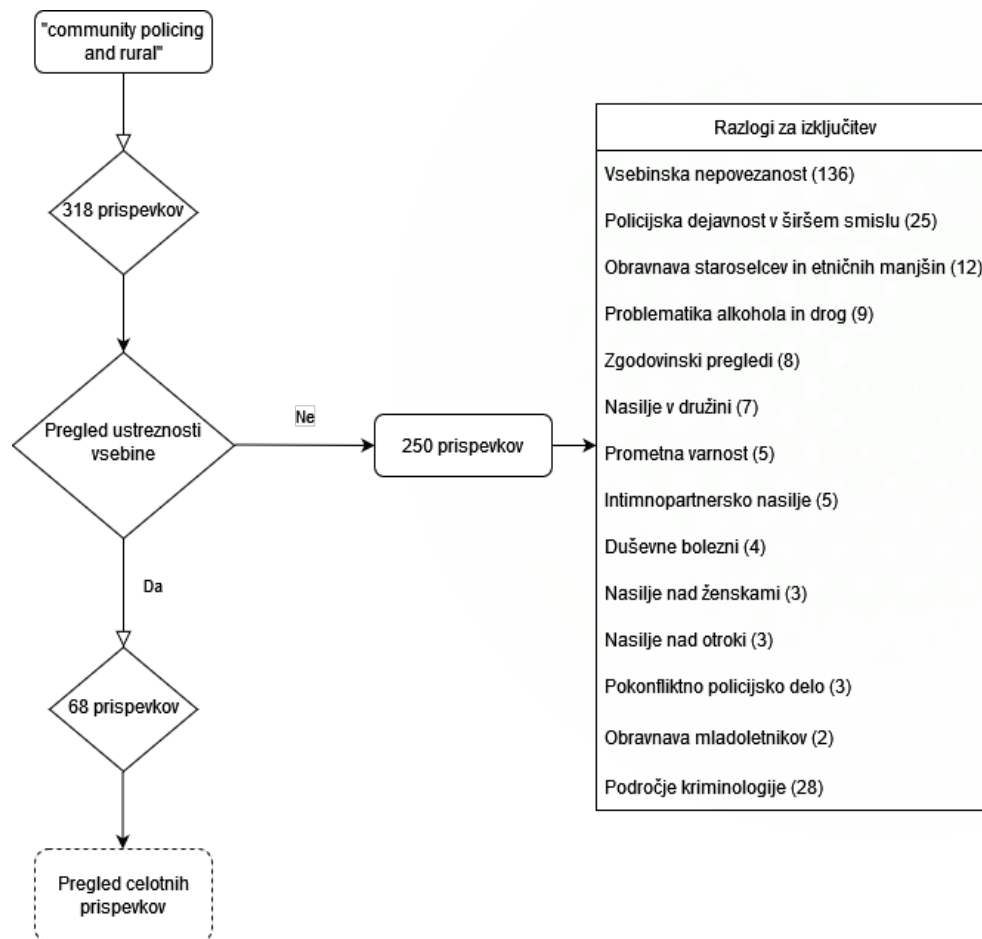 "community policing
and rural"
318 prispevkov
Pregled ustreznosti
vsebine
Ne
250 prispevkov
Da
68 prispevkov
Pregled celotnih
prispevkov
Razlogi za izključitev
Vsebinska nepovezanost (136)
Policijska dejavnost v širšem smislu (25)
Obravnava staroselcev in etničnih manjšin (12)
Problematika alkohola in drog (9)
Zgodovinski pregledi (8)
Nasilje v družini (7)
Prometna varnost (5)
Intimnopartnersko nasilje (5)
Duševne bolezni (4)
Nasilje nad ženskami (3)
Nasilje nad otroki (3)
Pokonfliktno policijsko delo (3)
Obravnava mladoletnikov (2)
Področje kriminologije (28)